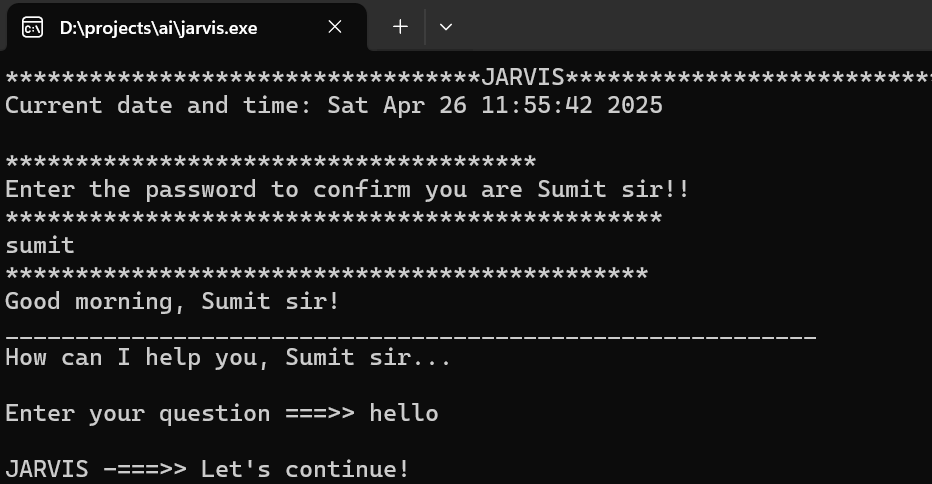 D:\projects\ai\jarvis.exe
**********************************JARVIS**************************
Current date and time: Sat Apr 26 11:55:42 2025
**************************************
Enter the password to confirm you are Sumit sir!!
***********************************************
sumit
**********************************************
Good morning, Sumit sir!
__________________________________________________________
How can I help you, Sumit sir...
Enter your question ===>> hello
JARVIS -===>> Let's continue!